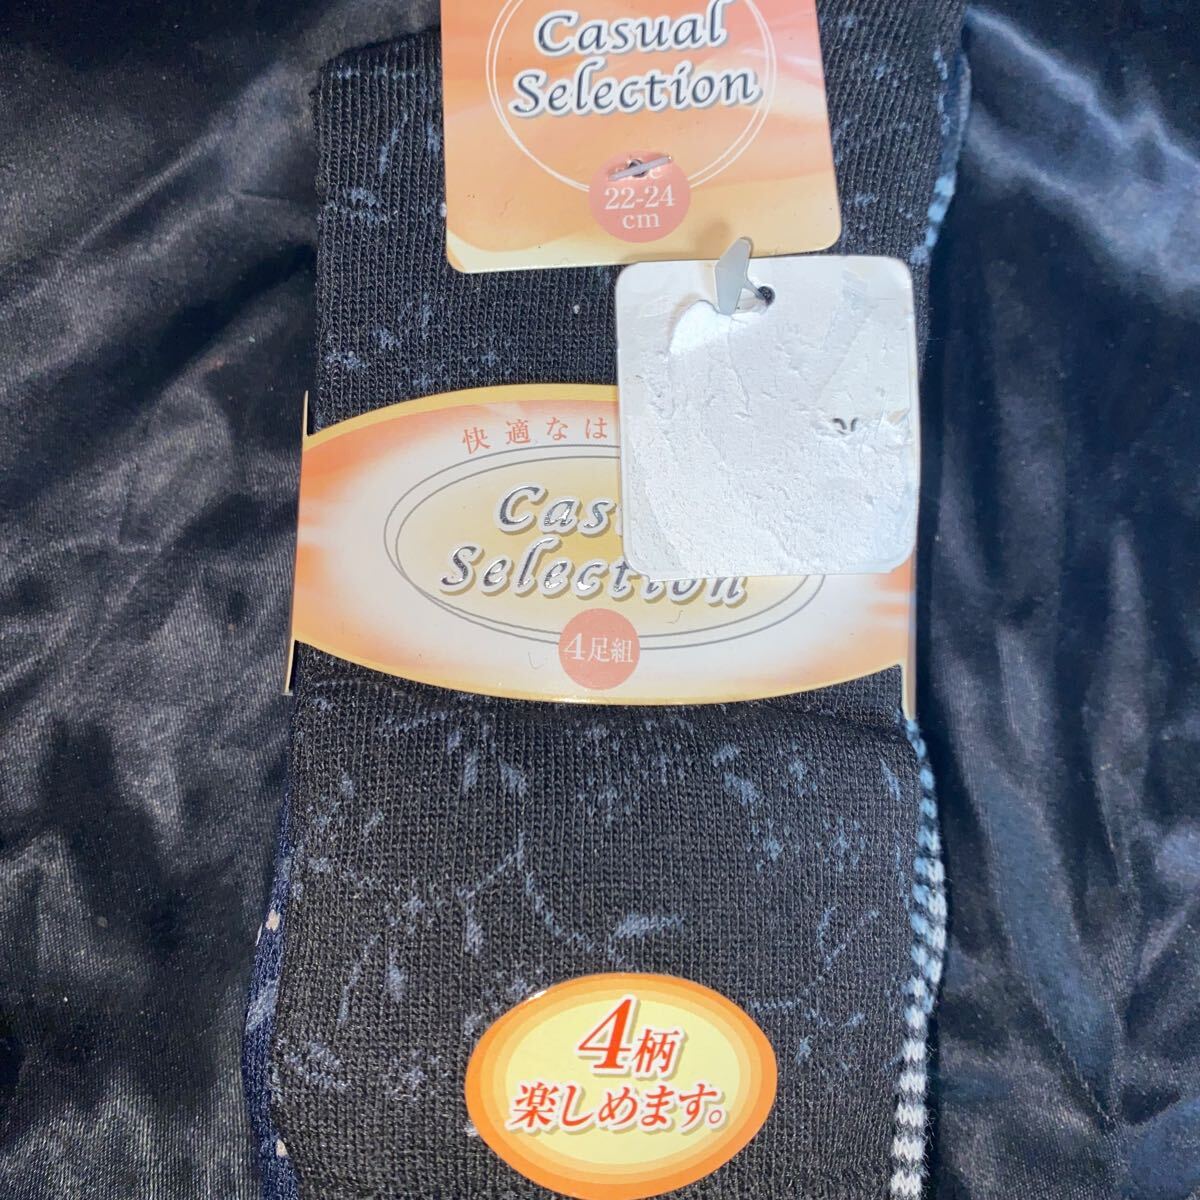 Casual
Selection
22-24
cm
快適なは
Cas
Selection
4足組
4柄
楽しめます。